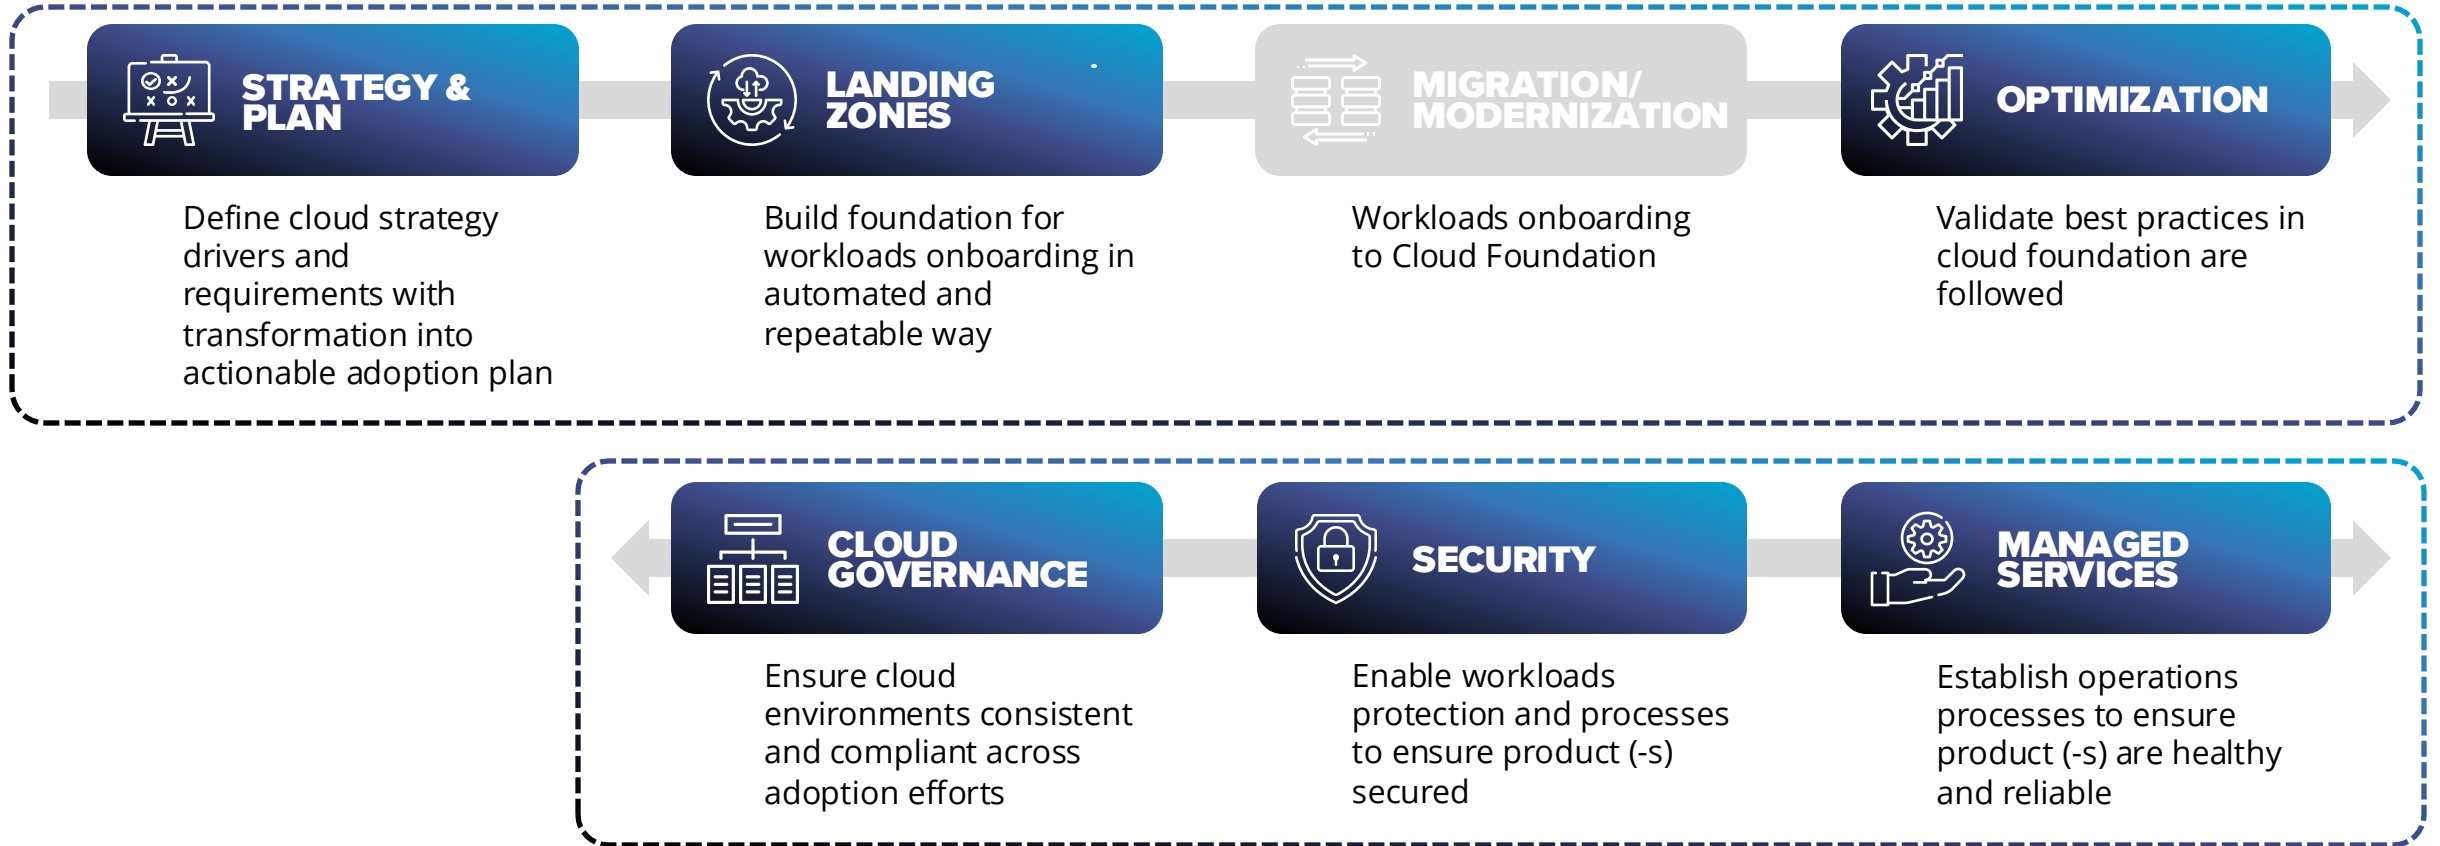 STRATEGY &
PLAN
Define cloud strategy
drivers and
requirements with
transformation into
actionable adoption plan
LANDING
ZONES
Build foundation for
workloads onboarding in
automated and
repeatable way
MIGRATION/
MODERNIZATION
Workloads onboarding
to Cloud Foundation
OPTIMIZATION
Validate best practices in
cloud foundation are
followed
CLOUD
GOVERNANCE
Ensure cloud
environments consistent
and compliant across
adoption efforts
SECURITY
Enable workloads
protection and processes
to ensure product (-s)
secured
MANAGED
SERVICES
Establish operations
processes to ensure
product (-s) are healthy
and reliable